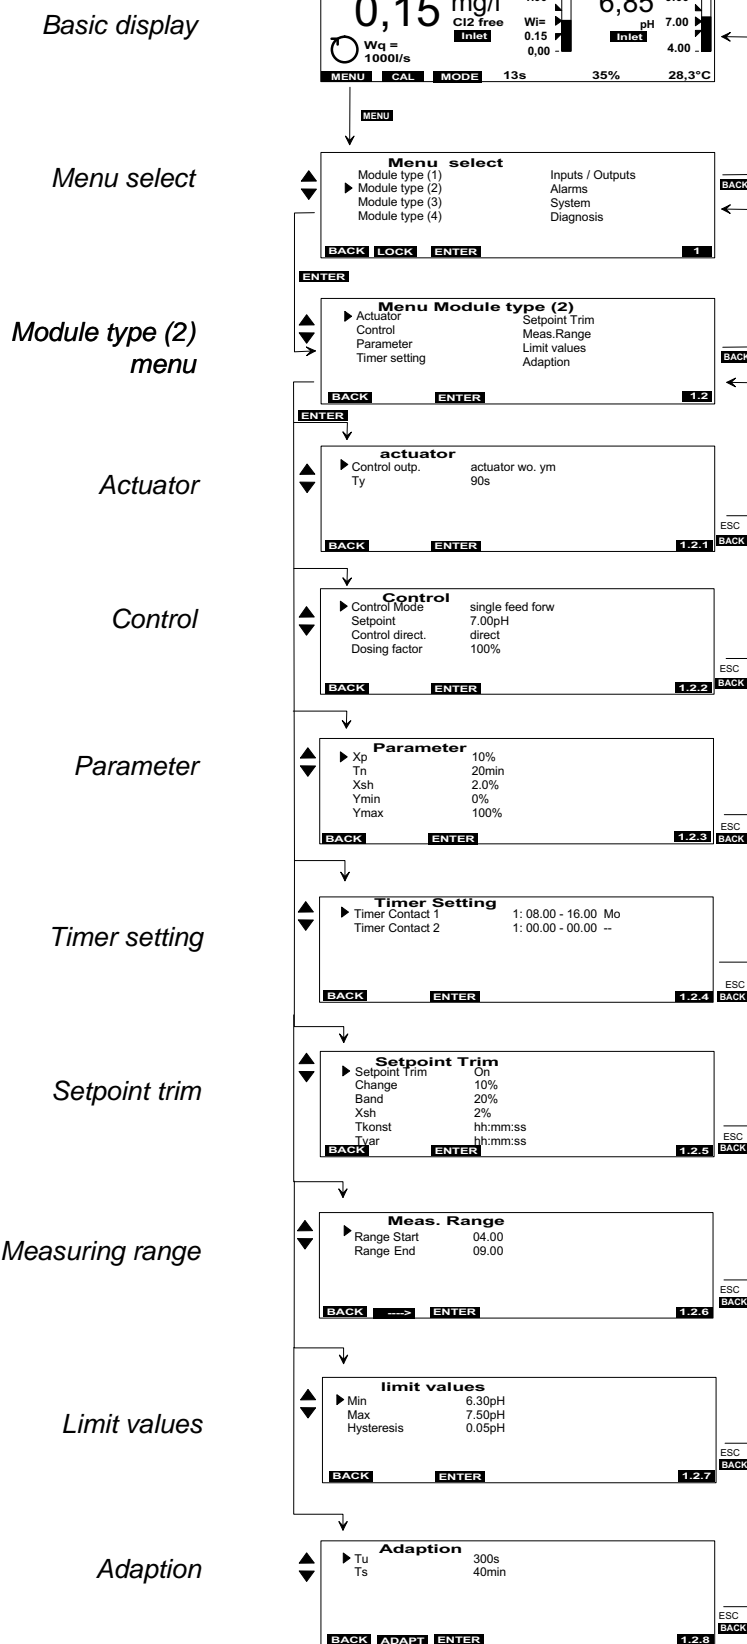 Basic display
0,15 mg/l 6,85
Cl2 free Wi= pH 7.00
Inlet 0.15 Inlet
Wq = 0,00 4.00
1000l/s
MENU CAL MODE 13s 35% 28,3°C
MENU
Menu select
Menu select
Module type (1) Inputs / Outputs
Module type (2) Alarms
Module type (3) System
Module type (4) Diagnosis
BACK
BACK LOCK ENTER 1
ENTER
Module type (2)
menu
Menu Module type (2)
Actuator Setpoint Trim
Control Meas.Range
Parameter Limit values
Timer setting Adaption
BACK
BACK ENTER 1.2
ENTER
Actuator
actuator
Control outp. actuator wo. ym
Ty 90s
ESC
BACK ENTER 1.2.1 BACK
Control
Control
Control Mode single feed forw
Setpoint 7.00pH
Control direct. direct
Dosing factor 100%
ESC
BACK ENTER 1.2.2 BACK
Parameter
Parameter
Xp 10%
Tn 20min
Xsh 2.0%
Ymin 0%
Ymax 100%
ESC
BACK ENTER 1.2.3 BACK
Timer setting
Timer Setting
Timer Contact 1 1: 08.00 - 16.00 Mo
Timer Contact 2 1: 00.00 - 00.00 --
ESC
BACK ENTER 1.2.4 BACK
Setpoint trim
Setpoint Trim
Setpoint Trim On
Change 10%
Band 20%
Xsh 2%
Tkonst hh:mm:ss
Tvar hh:mm:ss
ESC
BACK ENTER 1.2.5 BACK
Measuring range
Meas. Range
Range Start 04.00
Range End 09.00
ESC
BACK
BACK ----> ENTER 1.2.6
Limit values
limit values
Min 6.30pH
Max 7.50pH
Hysteresis 0.05pH
ESC
BACK
BACK ENTER 1.2.7
Adaption
Adaption
Tu 300s
Ts 40min
ESC
BACK
BACK ADAPT ENTER 1.2.8